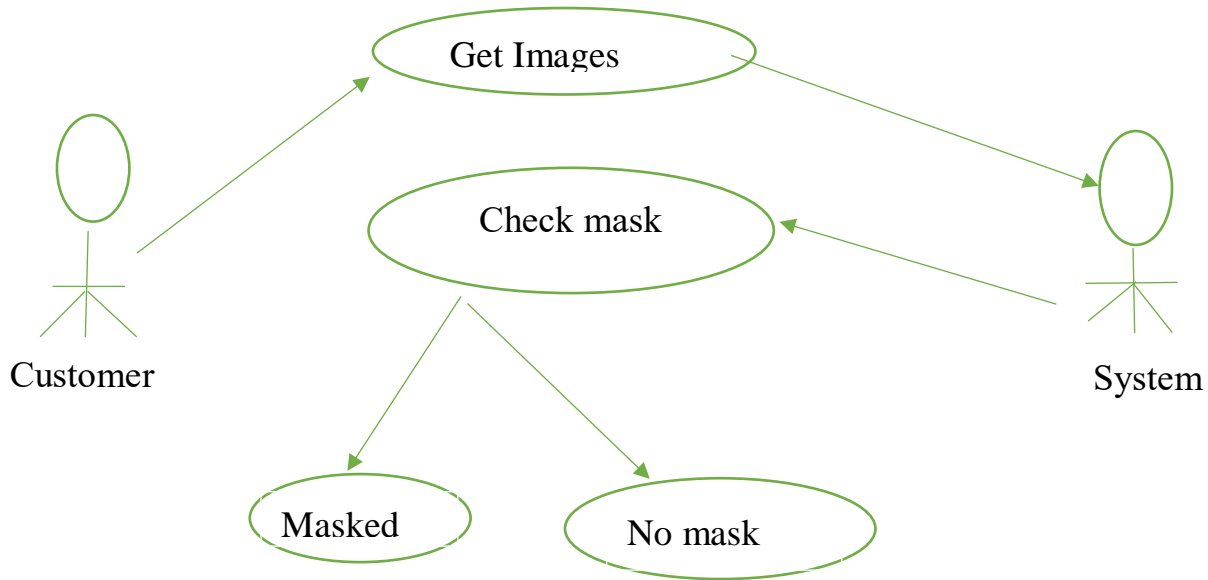 Get Images
Check mask
Customer
System
Masked
No mask